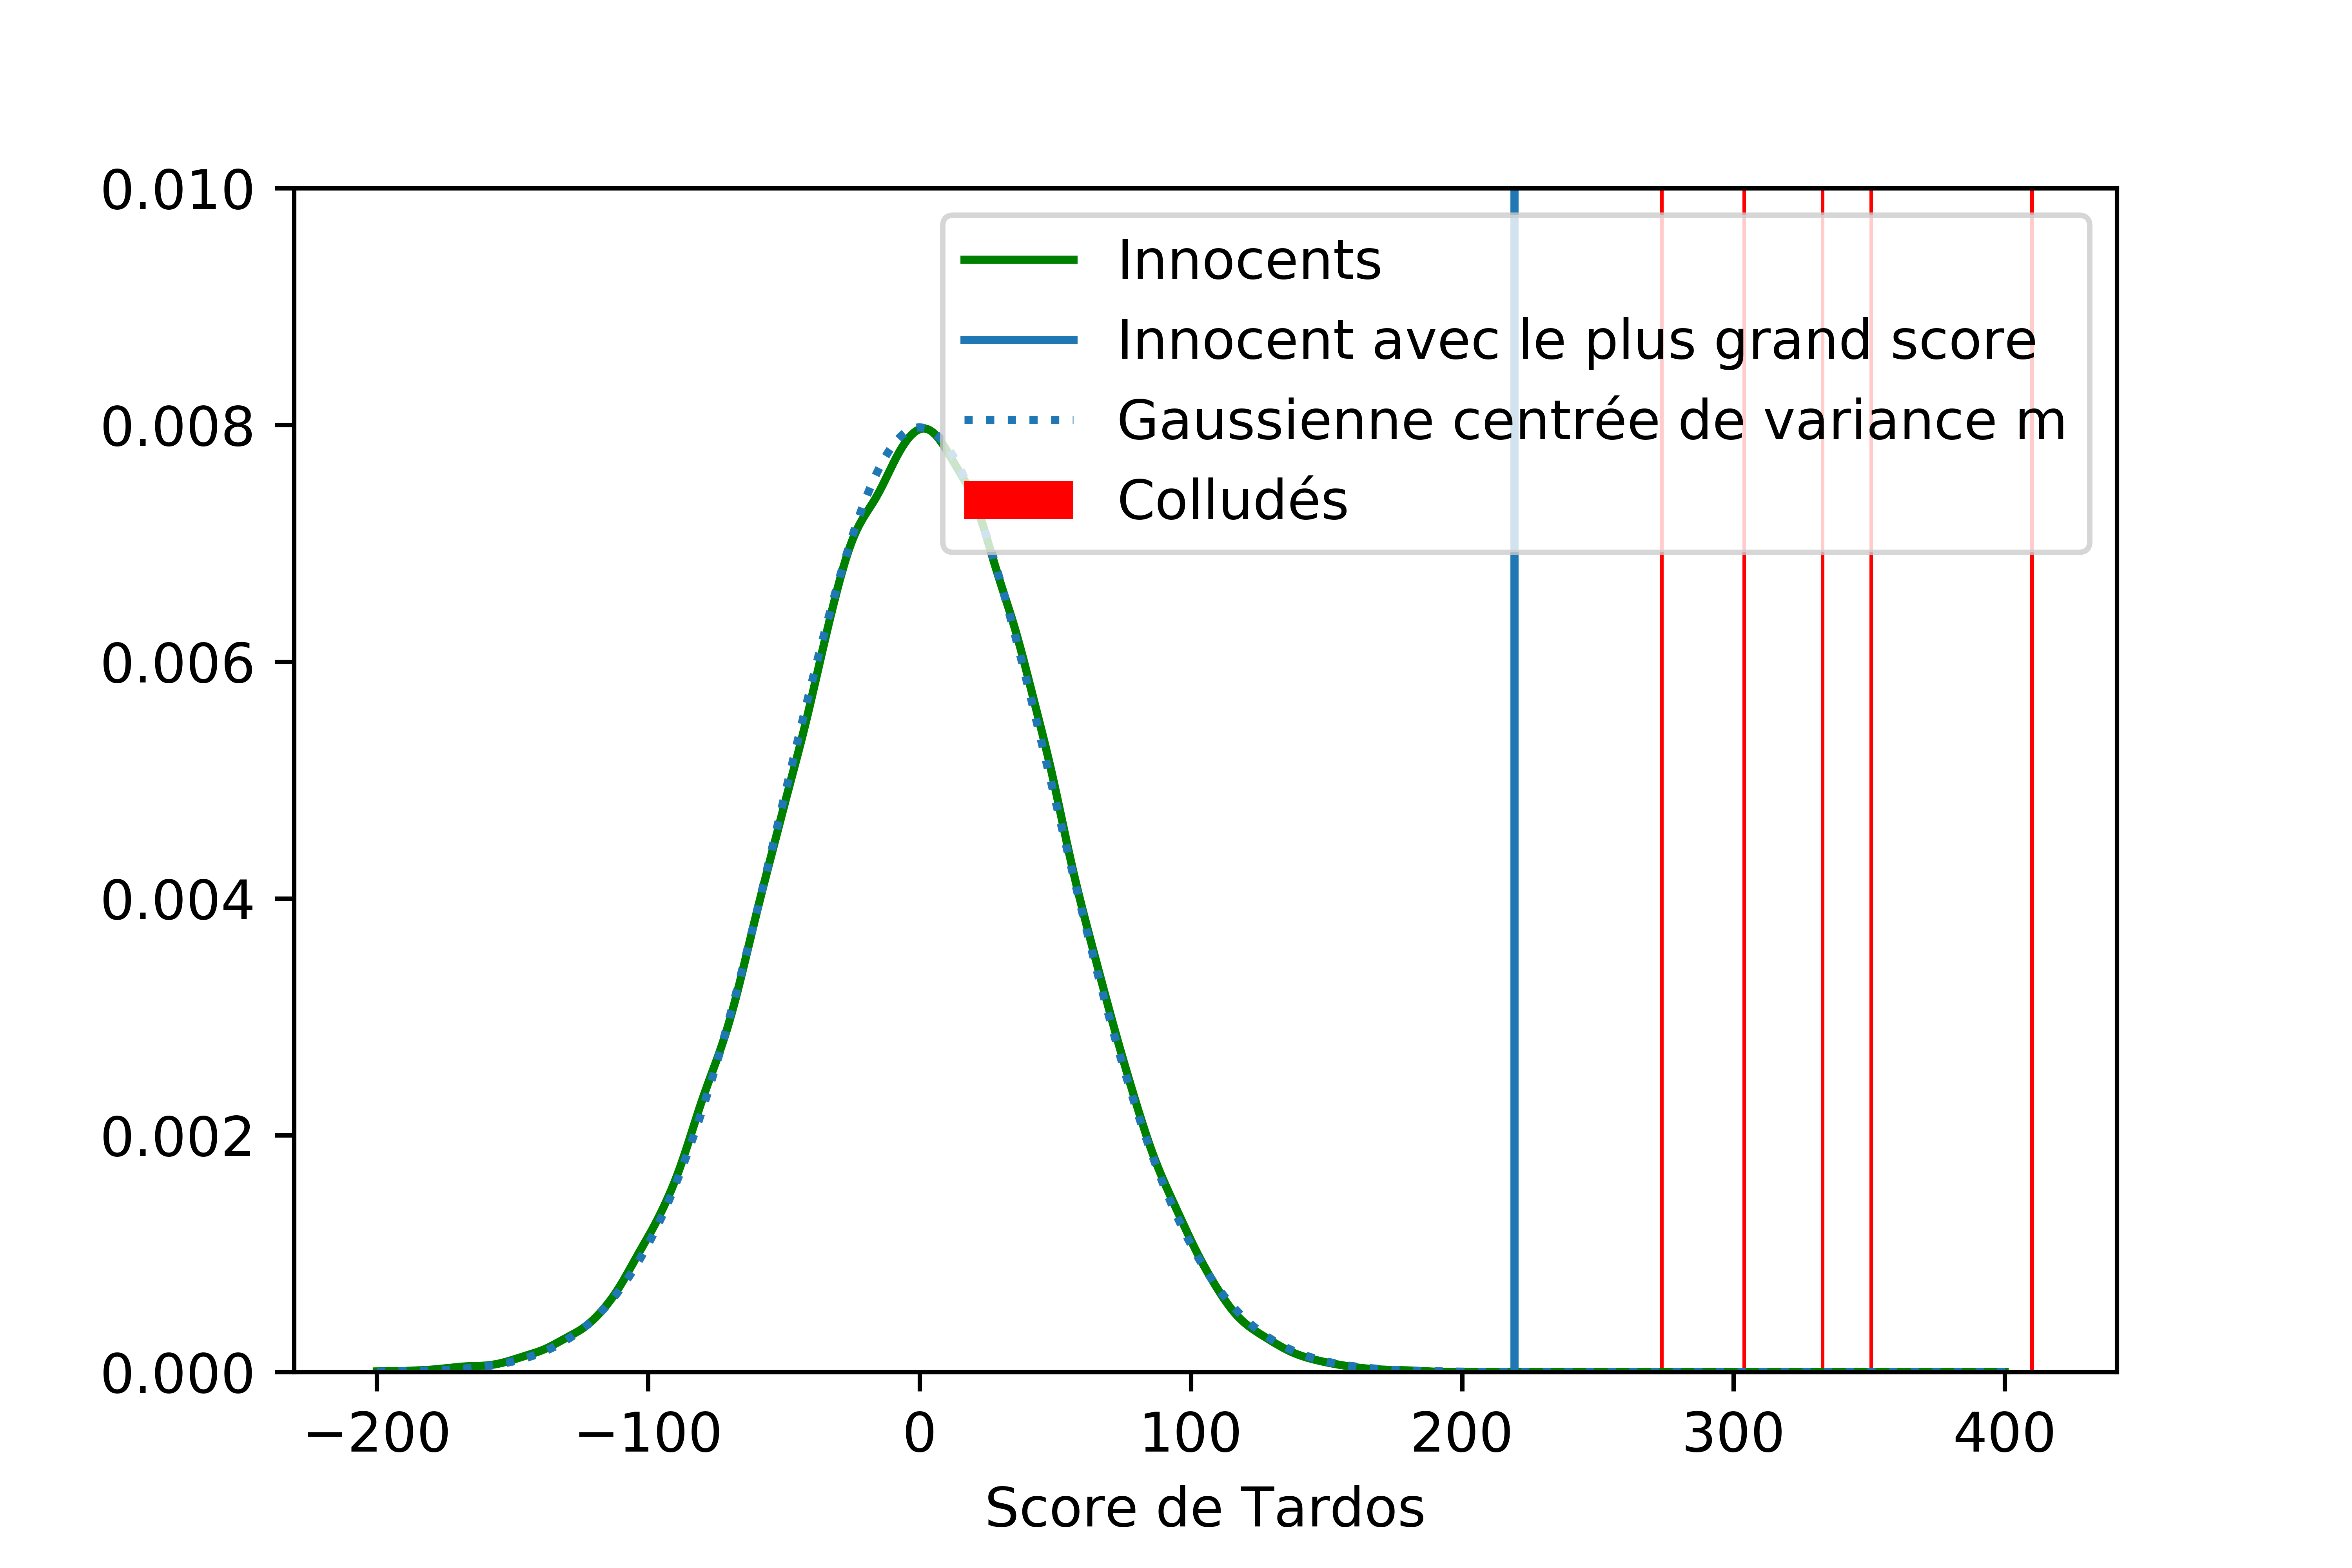 0.010
0.008
0.006
0.004
0.002
0.000
Innocents
Innocent avec le plus grand score
Gaussienne centrée de variance m
Colludés
−200 −100 0 100 200 300 400
Score de Tardos